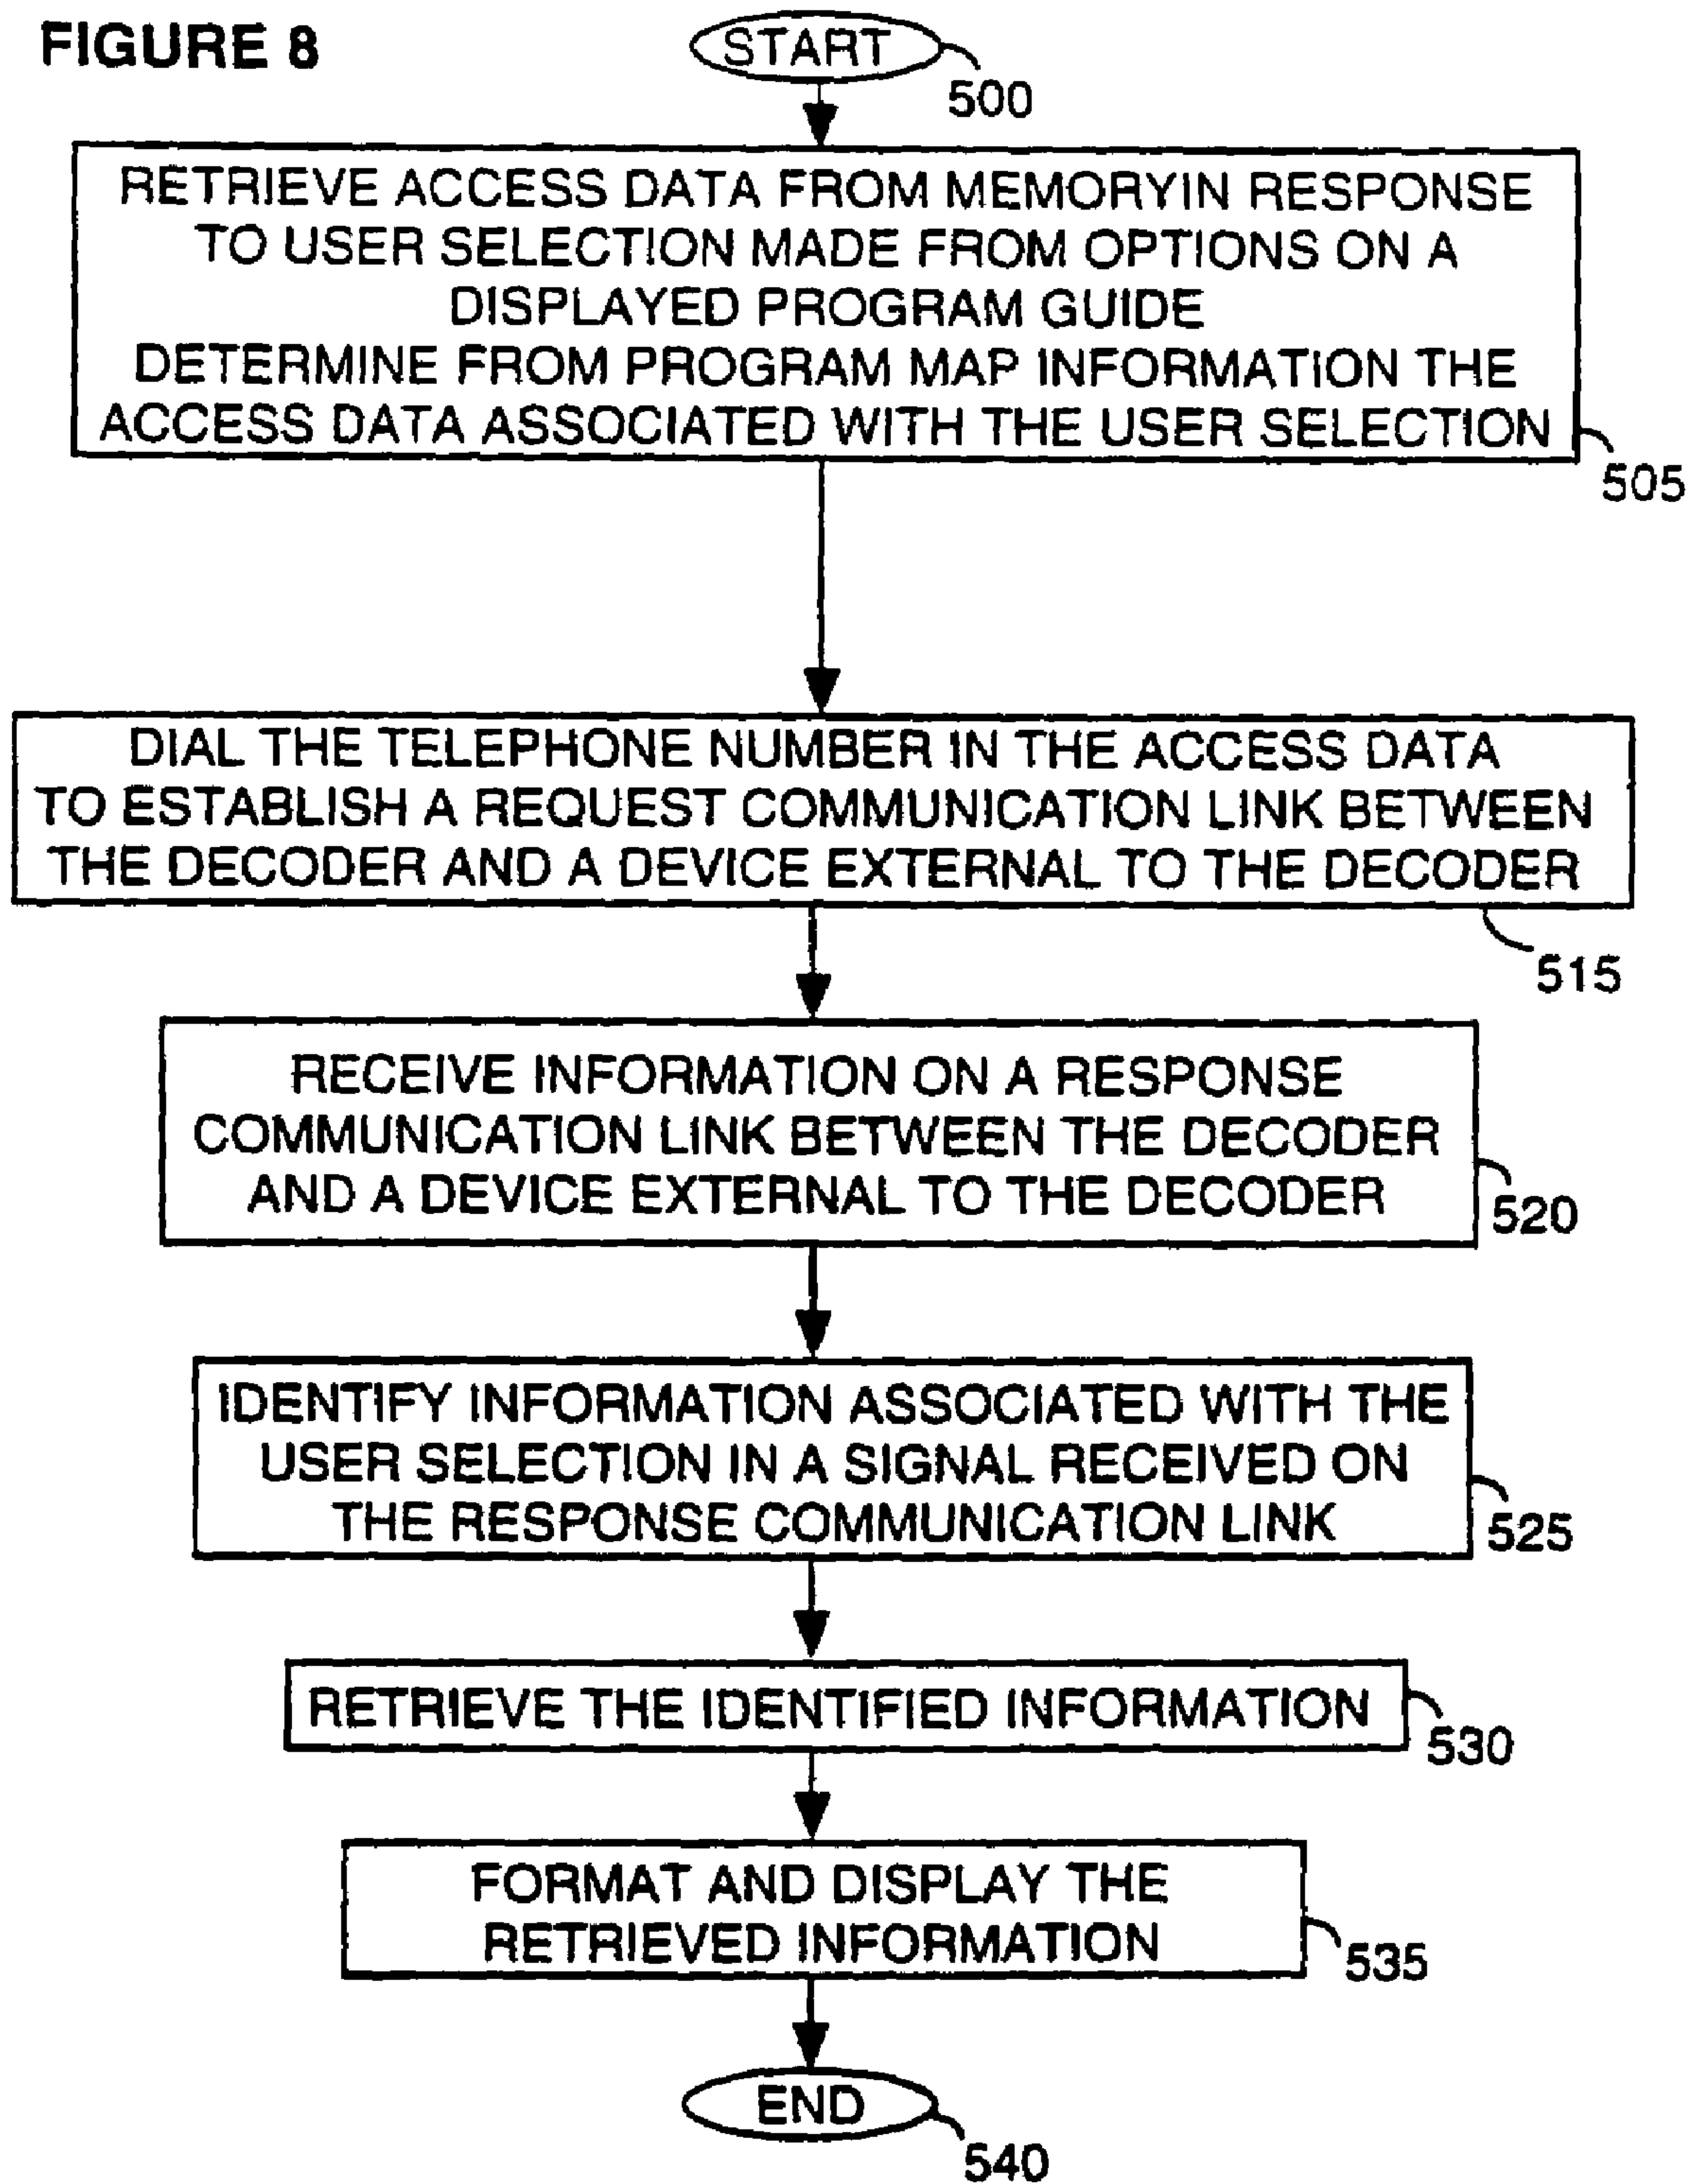 FIGURE 8
START
500
RETRIEVE ACCESS DATA FROM MEMORYIN RESPONSE
TO USER SELECTION MADE FROM OPTIONS ON A
DISPLAYED PROGRAM GUIDE
DETERMINE FROM PROGRAM MAP INFORMATION THE
ACCESS DATA ASSOCIATED WITH THE USER SELECTION
505
DIAL THE TELEPHONE NUMBER IN THE ACCESS DATA
TO ESTABLISH A REQUEST COMMUNICATION LINK BETWEEN
THE DECODER AND A DEVICE EXTERNAL TO THE DECODER
515
RECEIVE INFORMATION ON A RESPONSE
COMMUNICATION LINK BETWEEN THE DECODER
AND A DEVICE EXTERNAL TO THE DECODER
520
IDENTIFY INFORMATION ASSOCIATED WITH THE
USER SELECTION IN A SIGNAL RECEIVED ON
THE RESPONSE COMMUNICATION LINK
525
RETRIEVE THE IDENTIFIED INFORMATION
530
FORMAT AND DISPLAY THE
RETRIEVED INFORMATION
535
END
540